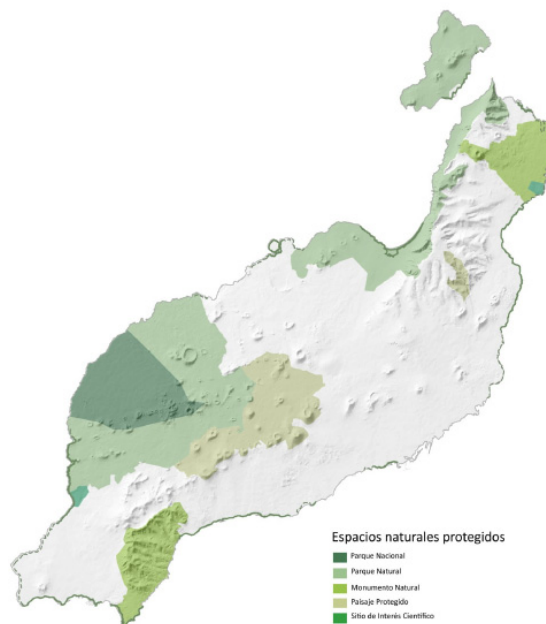 Espacios naturales protegidos
Parque Nacional
Parque Natural
Monumento Natural
Paisaje Protegido
Sitio de Interés Científico